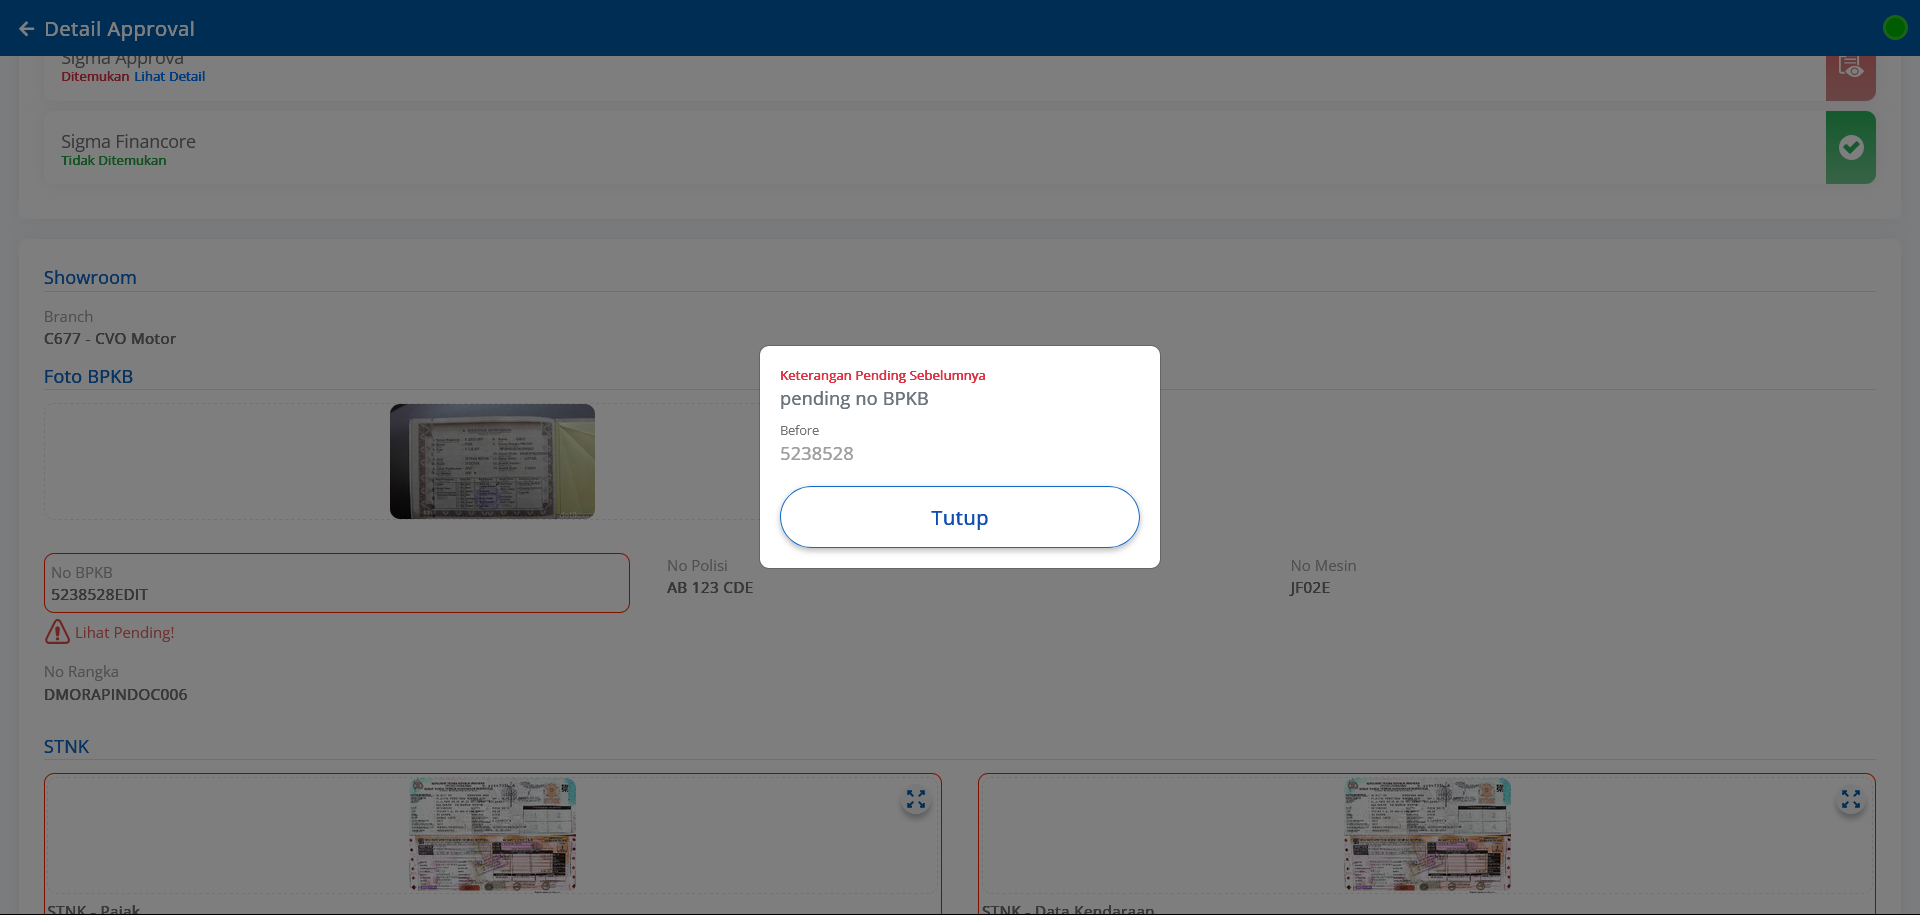 Detail Approval
Sigma Approva
Ditemukan Lihat Detail
Sigma Financore
Tidak Ditemukan
Showroom
Branch
C677 - CVO Motor
Foto BPKB
Keterangan Pending Sebelumnya
pending no BPKB
Before
5238528
Tutup
No BPKB
5238528EDIT
Lihat Pending!
No Polisi
AB 123 CDE
No Mesin
JF02E
No Rangka
DMORAPINDOC006
STNK
STNK - Pajak
STNK - Data Kendaraan